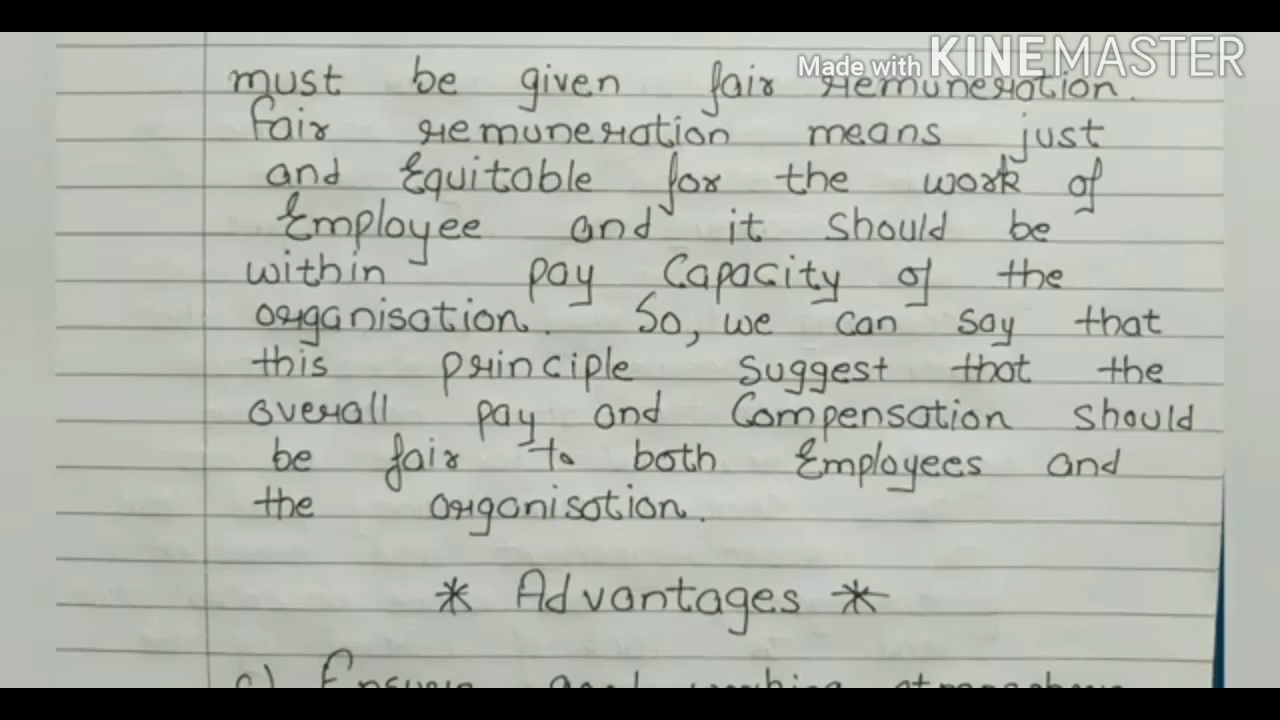 Made with KINEMASTER
must be given fair remuneration.
Fair remuneration means just
and Equitable for the work of
Employee and it should be
within pay Capacity of the
organisation. So, we can say that
this principle suggest that the
overall pay and Compensation should
be fair to both Employees and
the organisation.
* Advantages *